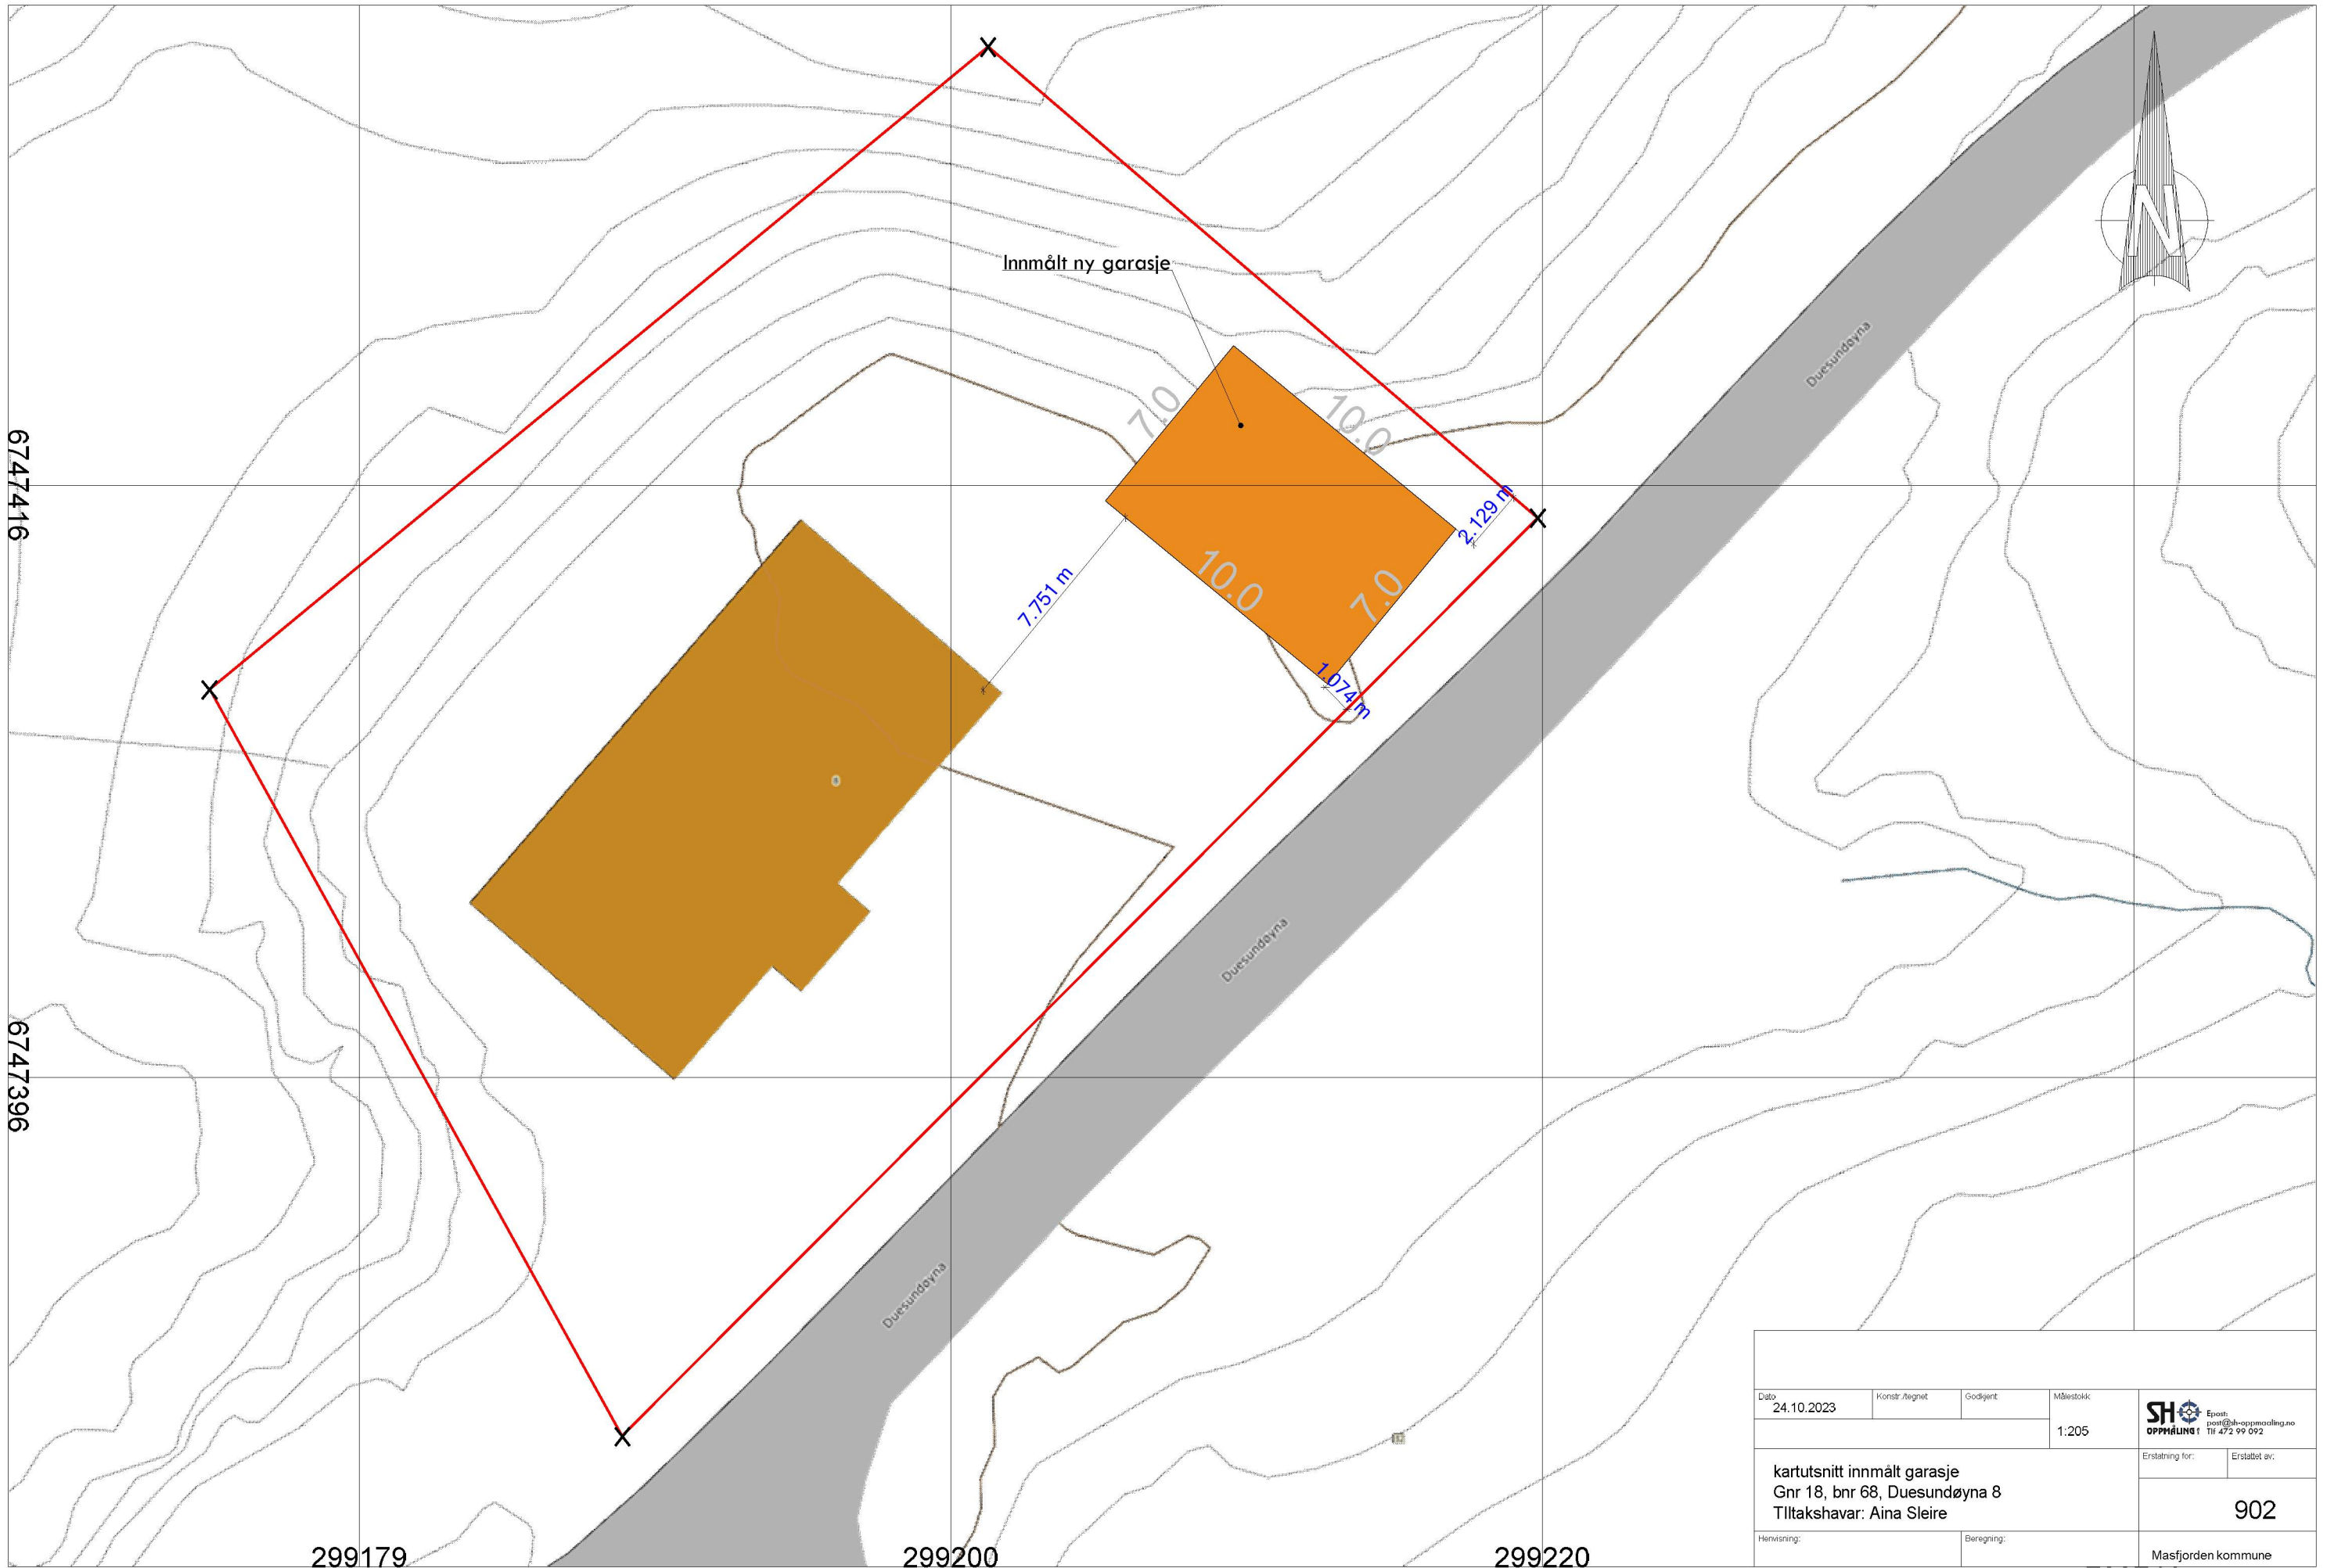 Innmålt ny garasje
7.0
10.0
Duesundøyna
6747416
2.129 m
10.0
7.0
7.751 m
1.074 m
Duesundøyna
6747396
N
Duesundøyna
Dato
24.10.2023
Konstr./tegnet
Godkjent:
Målestokk
1:205
SH
OPPMÅLING
Epost:
post@sh-oppmaaling.no
Tlf 472 99 092
Erstatning for:
Erstattet av:
kartutsnitt innmålt garasje
Gnr 18, bnr 68, Duesundøyna 8
TIltakshavar: Aina Sleire
902
Henvisning:
Beregning:
Masfjorden kommune
299179
299200
299220